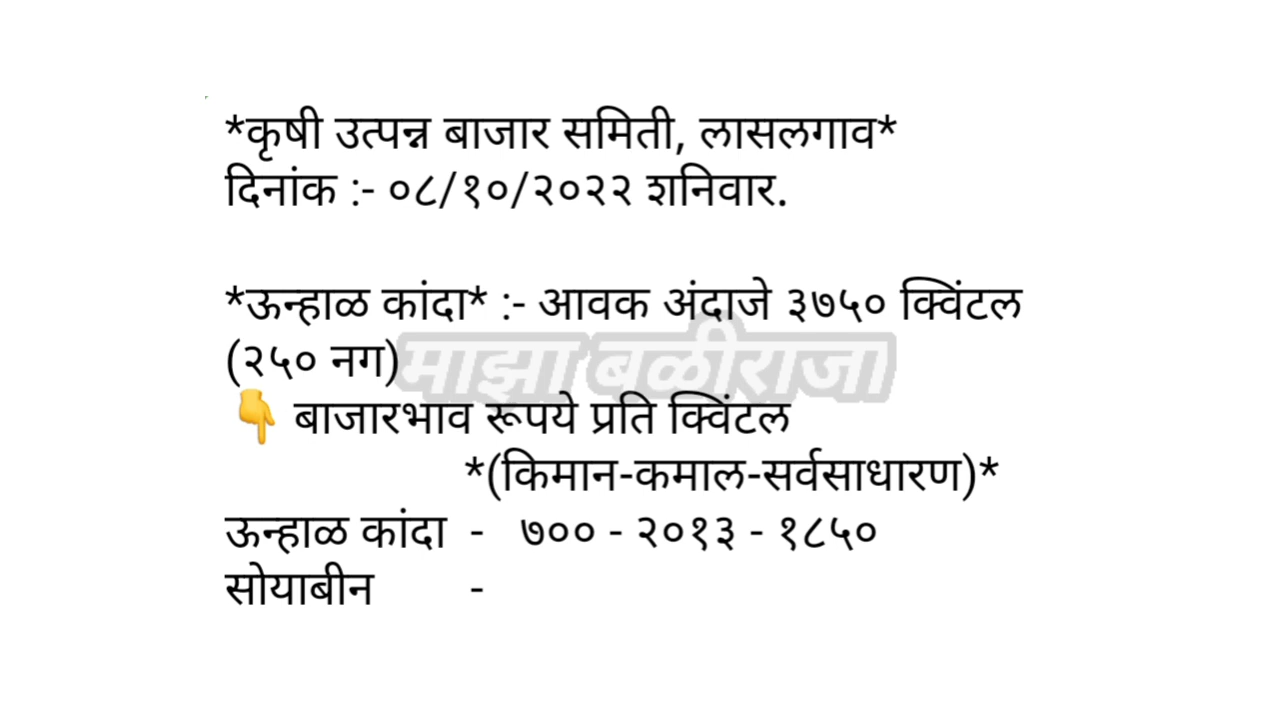 *कृषी उत्पन्न बाजार समिती, लासलगाव*
दिनांक :- ०८/१०/२०२२ शनिवार.
*ऊन्हाळ कांदा* :- आवक अंदाजे ३७५० क्विंटल
(२५० नग)
माझा बळीराजा
👇 बाजारभाव रूपये प्रति क्विंटल
*(किमान-कमाल-सर्वसाधारण)*
ऊन्हाळ कांदा - ७०० - २०१३ - १८५०
सोयाबीन -